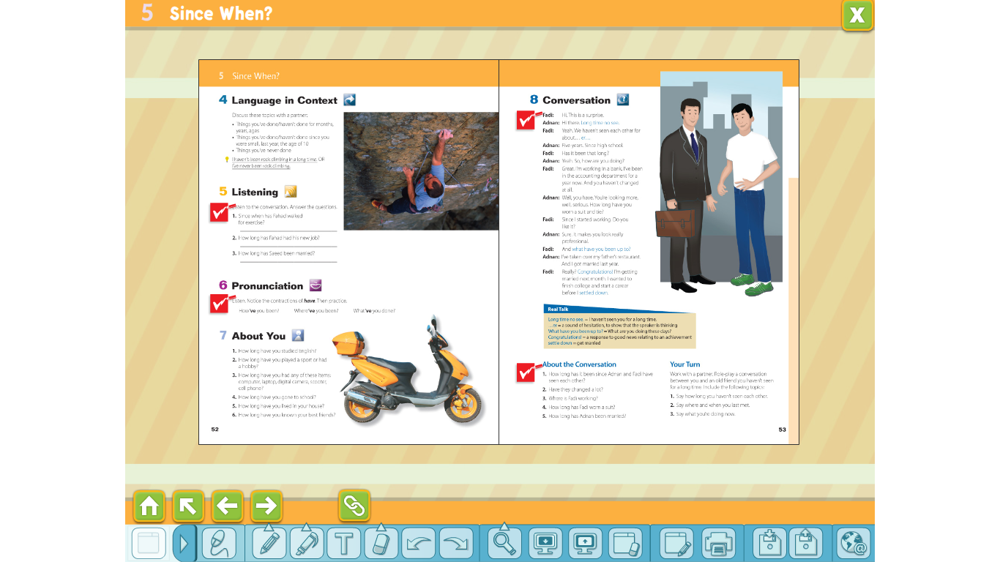 5 Since When?
X
5 Since When?
4 Language in Context
Discuss these topics with a partner:
• Things you've done/haven't done for months,
years, ages
• Things you've done/haven't done since you
were small, last year, the age of 10
• Things you've never done
I haven't been rock climbing in a long time. OR
I've never been rock climbing.
5 Listening
Listen to the conversation. Answer the questions.
1. Since when has Fahad walked
for exercise?
2. How long has Fahad had his new job?
3. How long has Saeed been married?
6 Pronunciation
Listen. Notice the contractions of have. Then practice.
How've you been? Where've you been? What've you done?
7 About You
1. How long have you studied English?
2. How long have you played a sport or had
a hobby?
3. How long have you had any of these items:
computer, laptop, digital camera, scooter,
cell phone?
4. How long have you gone to school?
5. How long have you lived in your house?
6. How long have you known your best friends?
52
8 Conversation
Fadi: Hi. This is a surprise.
Adnan: Hi there. Long time no see.
Fadi: Yeah. We haven't seen each other for
about… er…
Adnan: Five years. Since high school.
Fadi: Has it been that long?
Adnan: Yeah. So, how are you doing?
Fadi: Great. I'm working in a bank. I've been
in the accounting department for a
year now. And you haven't changed
at all.
Adnan: Well, you have. You're looking more,
well, serious. How long have you
worn a suit and tie?
Fadi: Since I started working. Do you
like it?
Adnan: Sure. It makes you look really
professional.
Fadi: And what have you been up to?
Adnan: I've taken over my father's restaurant.
And I got married last year.
Fadi: Really? Congratulations! I'm getting
married next month. I wanted to
finish college and start a career
before I settled down.
Real Talk
Long time no see. = I haven't seen you for a long time.
…er = a sound of hesitation, to show that the speaker is thinking
What have you been up to? = What are you doing these days?
Congratulations! = a response to good news relating to an achievement
settle down = get married
About the Conversation
1. How long has it been since Adnan and Fadi have
seen each other?
2. Have they changed a lot?
3. Where is Fadi working?
4. How long has Fadi worn a suit?
5. How long has Adnan been married?
Your Turn
Work with a partner. Role-play a conversation
between you and an old friend you haven't seen
for a long time. Include the following topics:
1. Say how long you haven't seen each other.
2. Say where and when you last met.
3. Say what you're doing now.
53
T
@